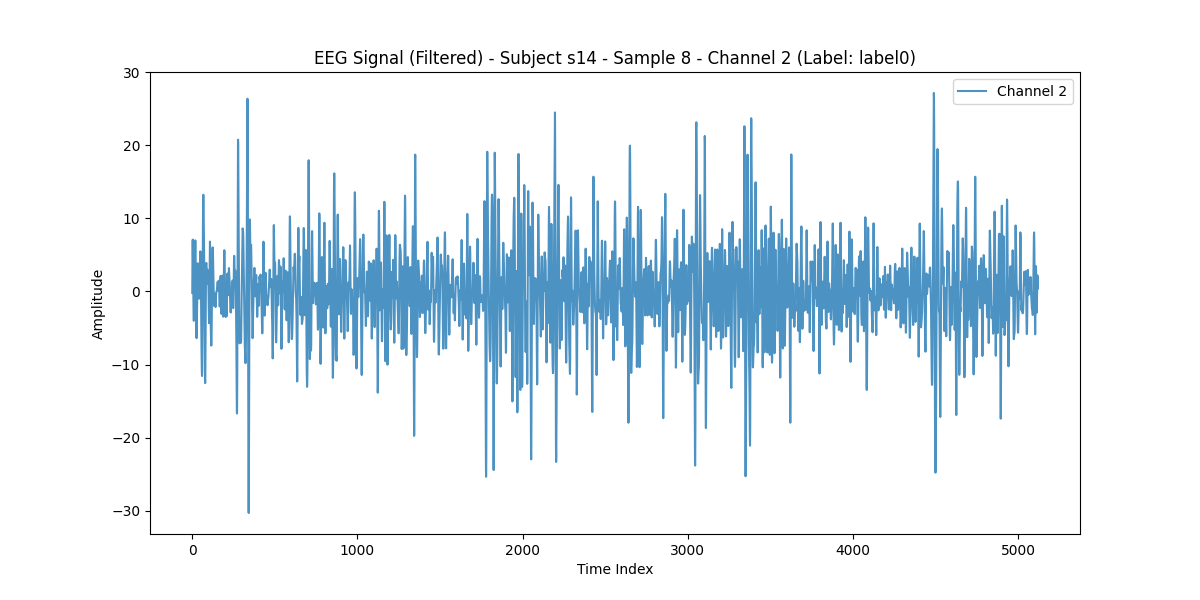 EEG Signal (Filtered) - Subject s14 - Sample 8 - Channel 2 (Label: label0)
Channel 2
Amplitude
30
20
10
0
−10
−20
−30
0 1000 2000 3000 4000 5000
Time Index